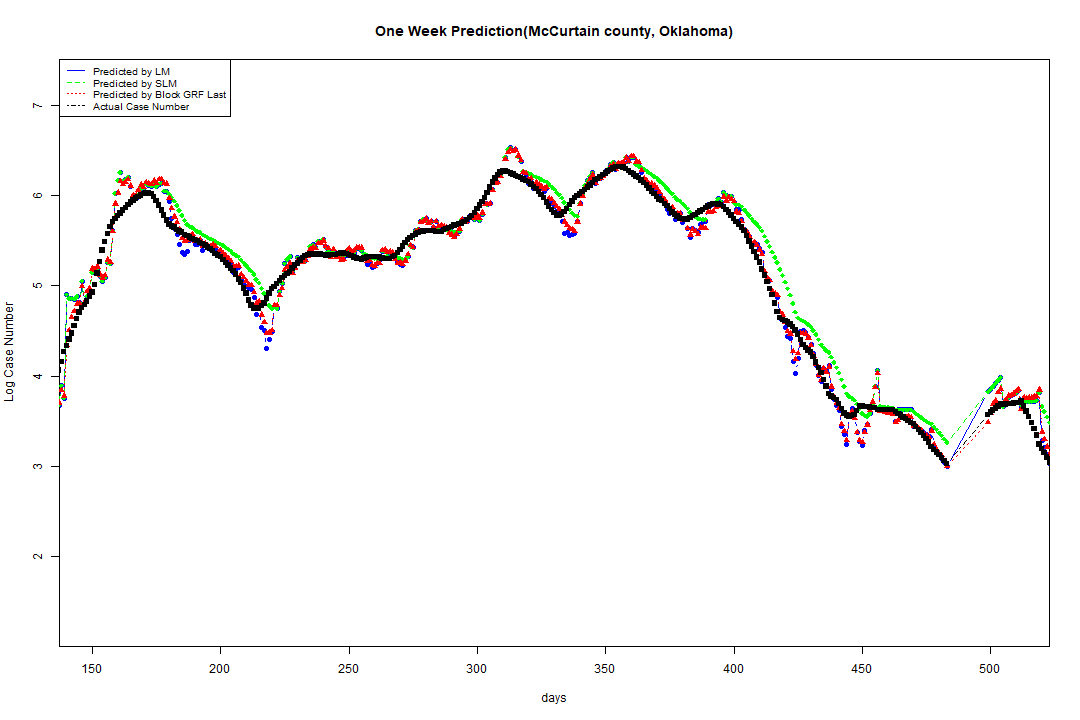 One Week Prediction(McCurtain county, Oklahoma)
Predicted by LM
Predicted by SLM
Predicted by Block GRF Last
Actual Case Number
7
6
5
4
3
2
Log Case Number
150 200 250 300 350 400 450 500
days